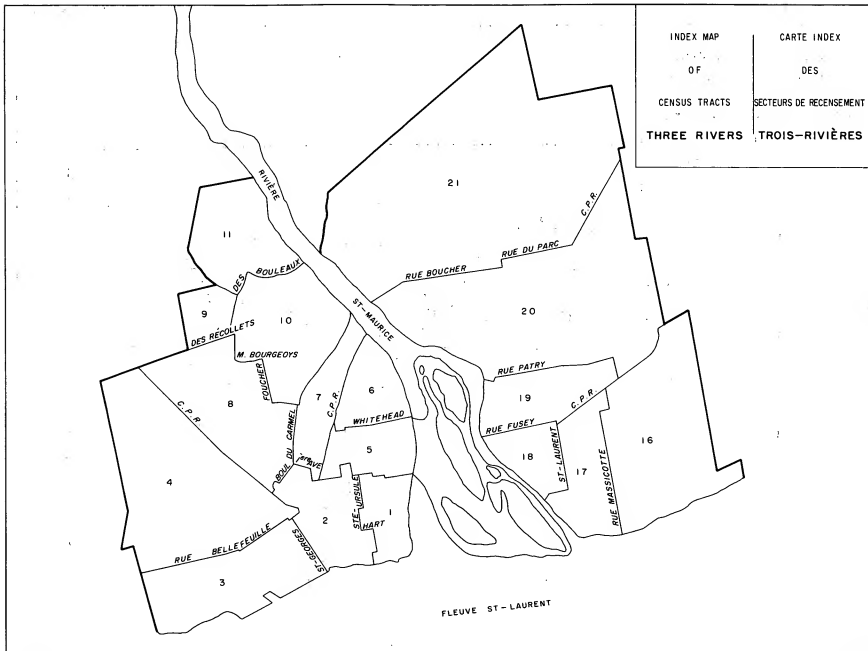 INDEX MAP
OF
CENSUS TRACTS
THREE RIVERS
CARTE INDEX
DES
SECTEURS DE RECENSEMENT
TROIS-RIVIÈRES
RIVIÈRE
ST-MAURICE
21
C.P.R.
RUE DU PARC
RUE BOUCHER
11
DES BOULEAUX
9
10
DES RÉCOLLETS
M. BOURGEOYS
FOUCHER
20
8
7
C.P.R.
6
WHITEHEAD
RUE PATRY
19
C.P.R.
RUE FUSEY
C.P.R.
4
BOUL DU CARMEL
1ère AVE
5
18
ST-LAURENT
17
RUE MASSICOTTE
16
2
STE-URSULE
HART
1
RUE BELLEFEUILLE
ST-GEORGES
3
FLEUVE ST-LAURENT